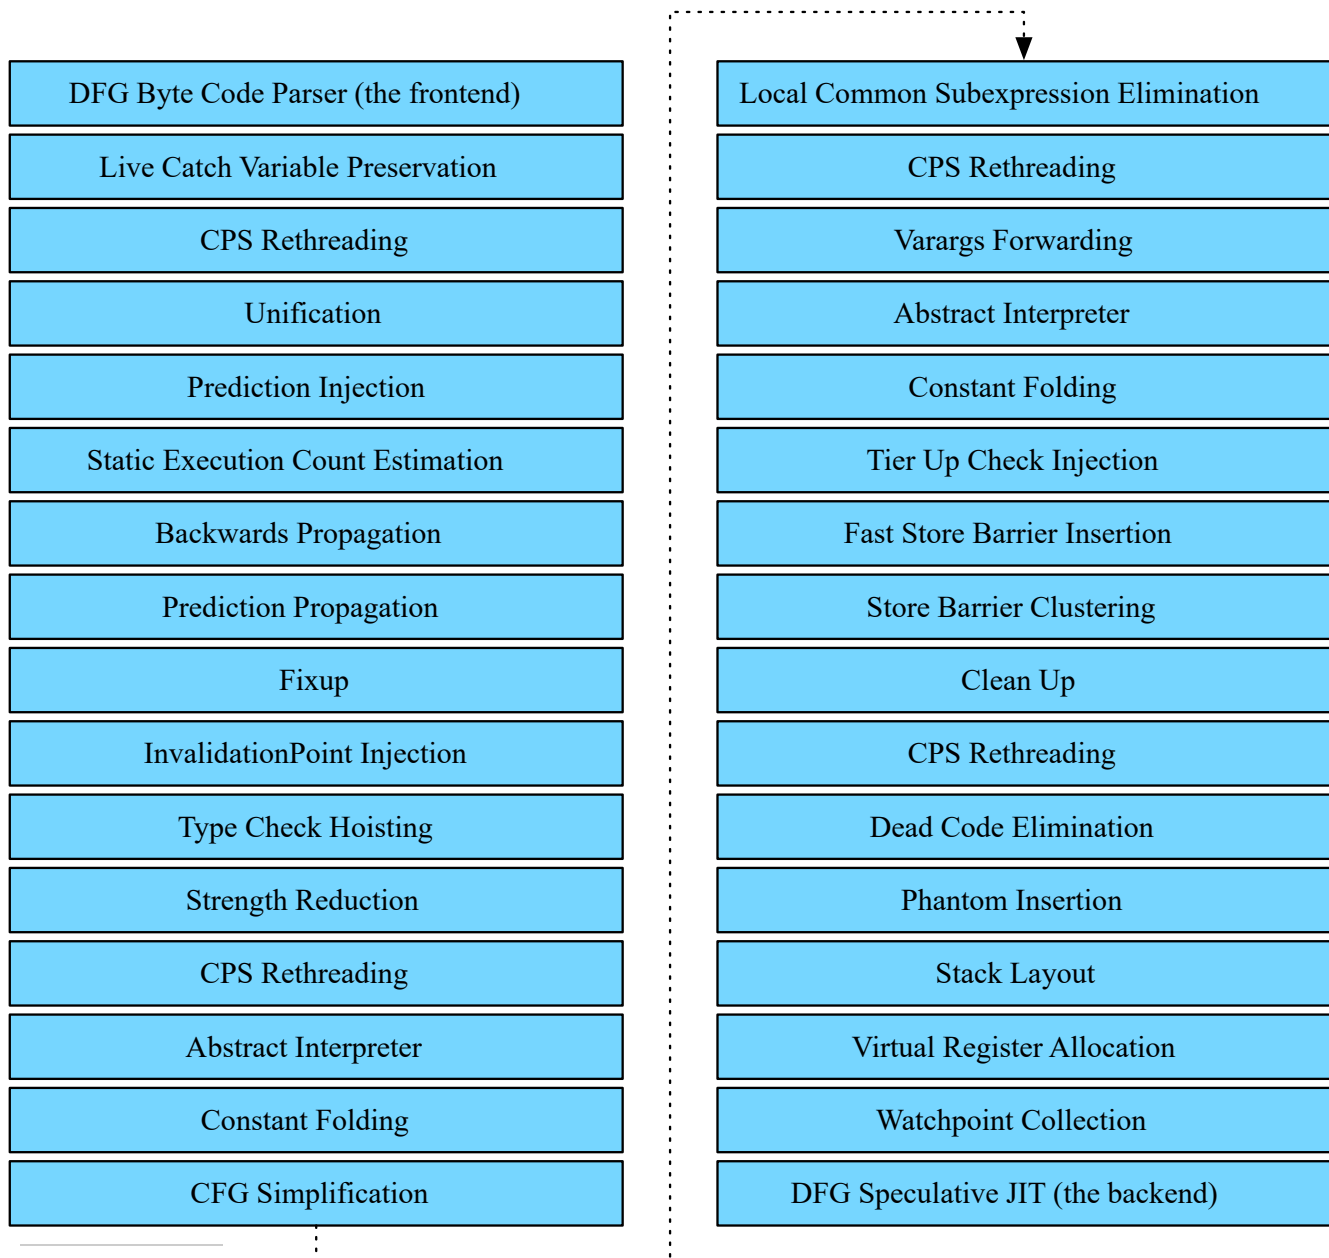 DFG Byte Code Parser (the frontend)
Live Catch Variable Preservation
CPS Rethreading
Unification
Prediction Injection
Static Execution Count Estimation
Backwards Propagation
Prediction Propagation
Fixup
InvalidationPoint Injection
Type Check Hoisting
Strength Reduction
CPS Rethreading
Abstract Interpreter
Constant Folding
CFG Simplification
Local Common Subexpression Elimination
CPS Rethreading
Varargs Forwarding
Abstract Interpreter
Constant Folding
Tier Up Check Injection
Fast Store Barrier Insertion
Store Barrier Clustering
Clean Up
CPS Rethreading
Dead Code Elimination
Phantom Insertion
Stack Layout
Virtual Register Allocation
Watchpoint Collection
DFG Speculative JIT (the backend)